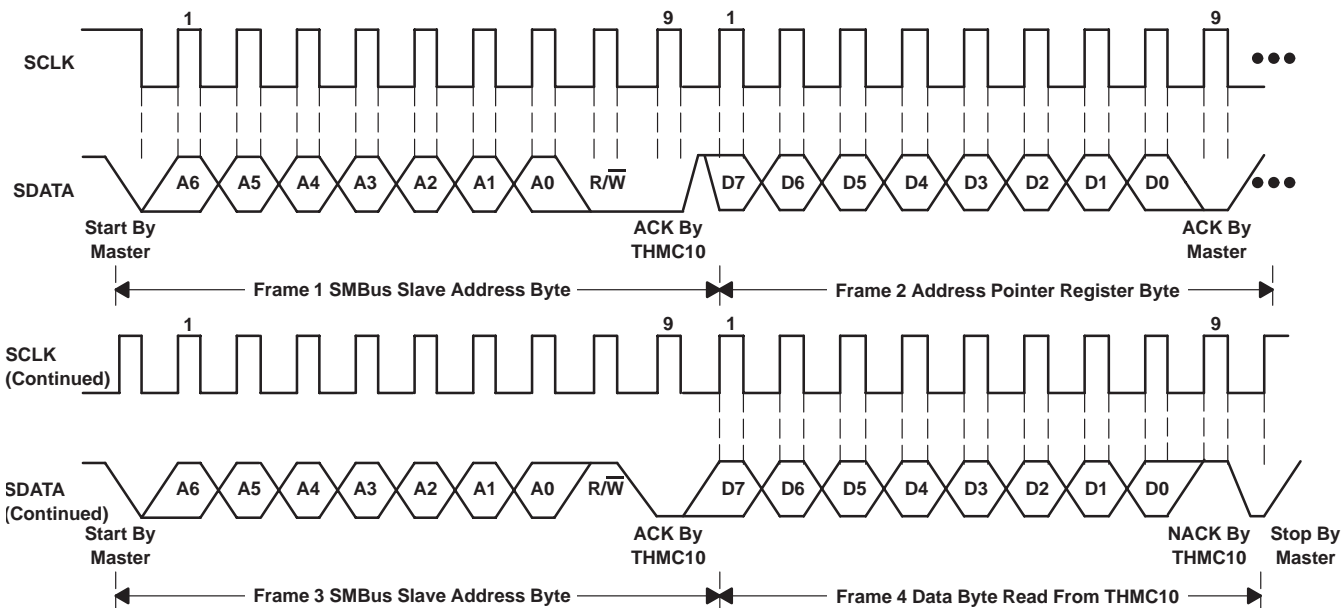 1 9 1 9
SCLK
SDATA
A6 A5 A4 A3 A2 A1 A0 R/W̅ D7 D6 D5 D4 D3 D2 D1 D0
Start By
Master
ACK By
THMC10
ACK By
Master
Frame 1 SMBus Slave Address Byte
Frame 2 Address Pointer Register Byte
1 9 1 9
SCLK
(Continued)
SDATA
(Continued)
A6 A5 A4 A3 A2 A1 A0 R/W̅ D7 D6 D5 D4 D3 D2 D1 D0
Start By
Master
ACK By
THMC10
NACK By
THMC10
Stop By
Master
Frame 3 SMBus Slave Address Byte
Frame 4 Data Byte Read From THMC10